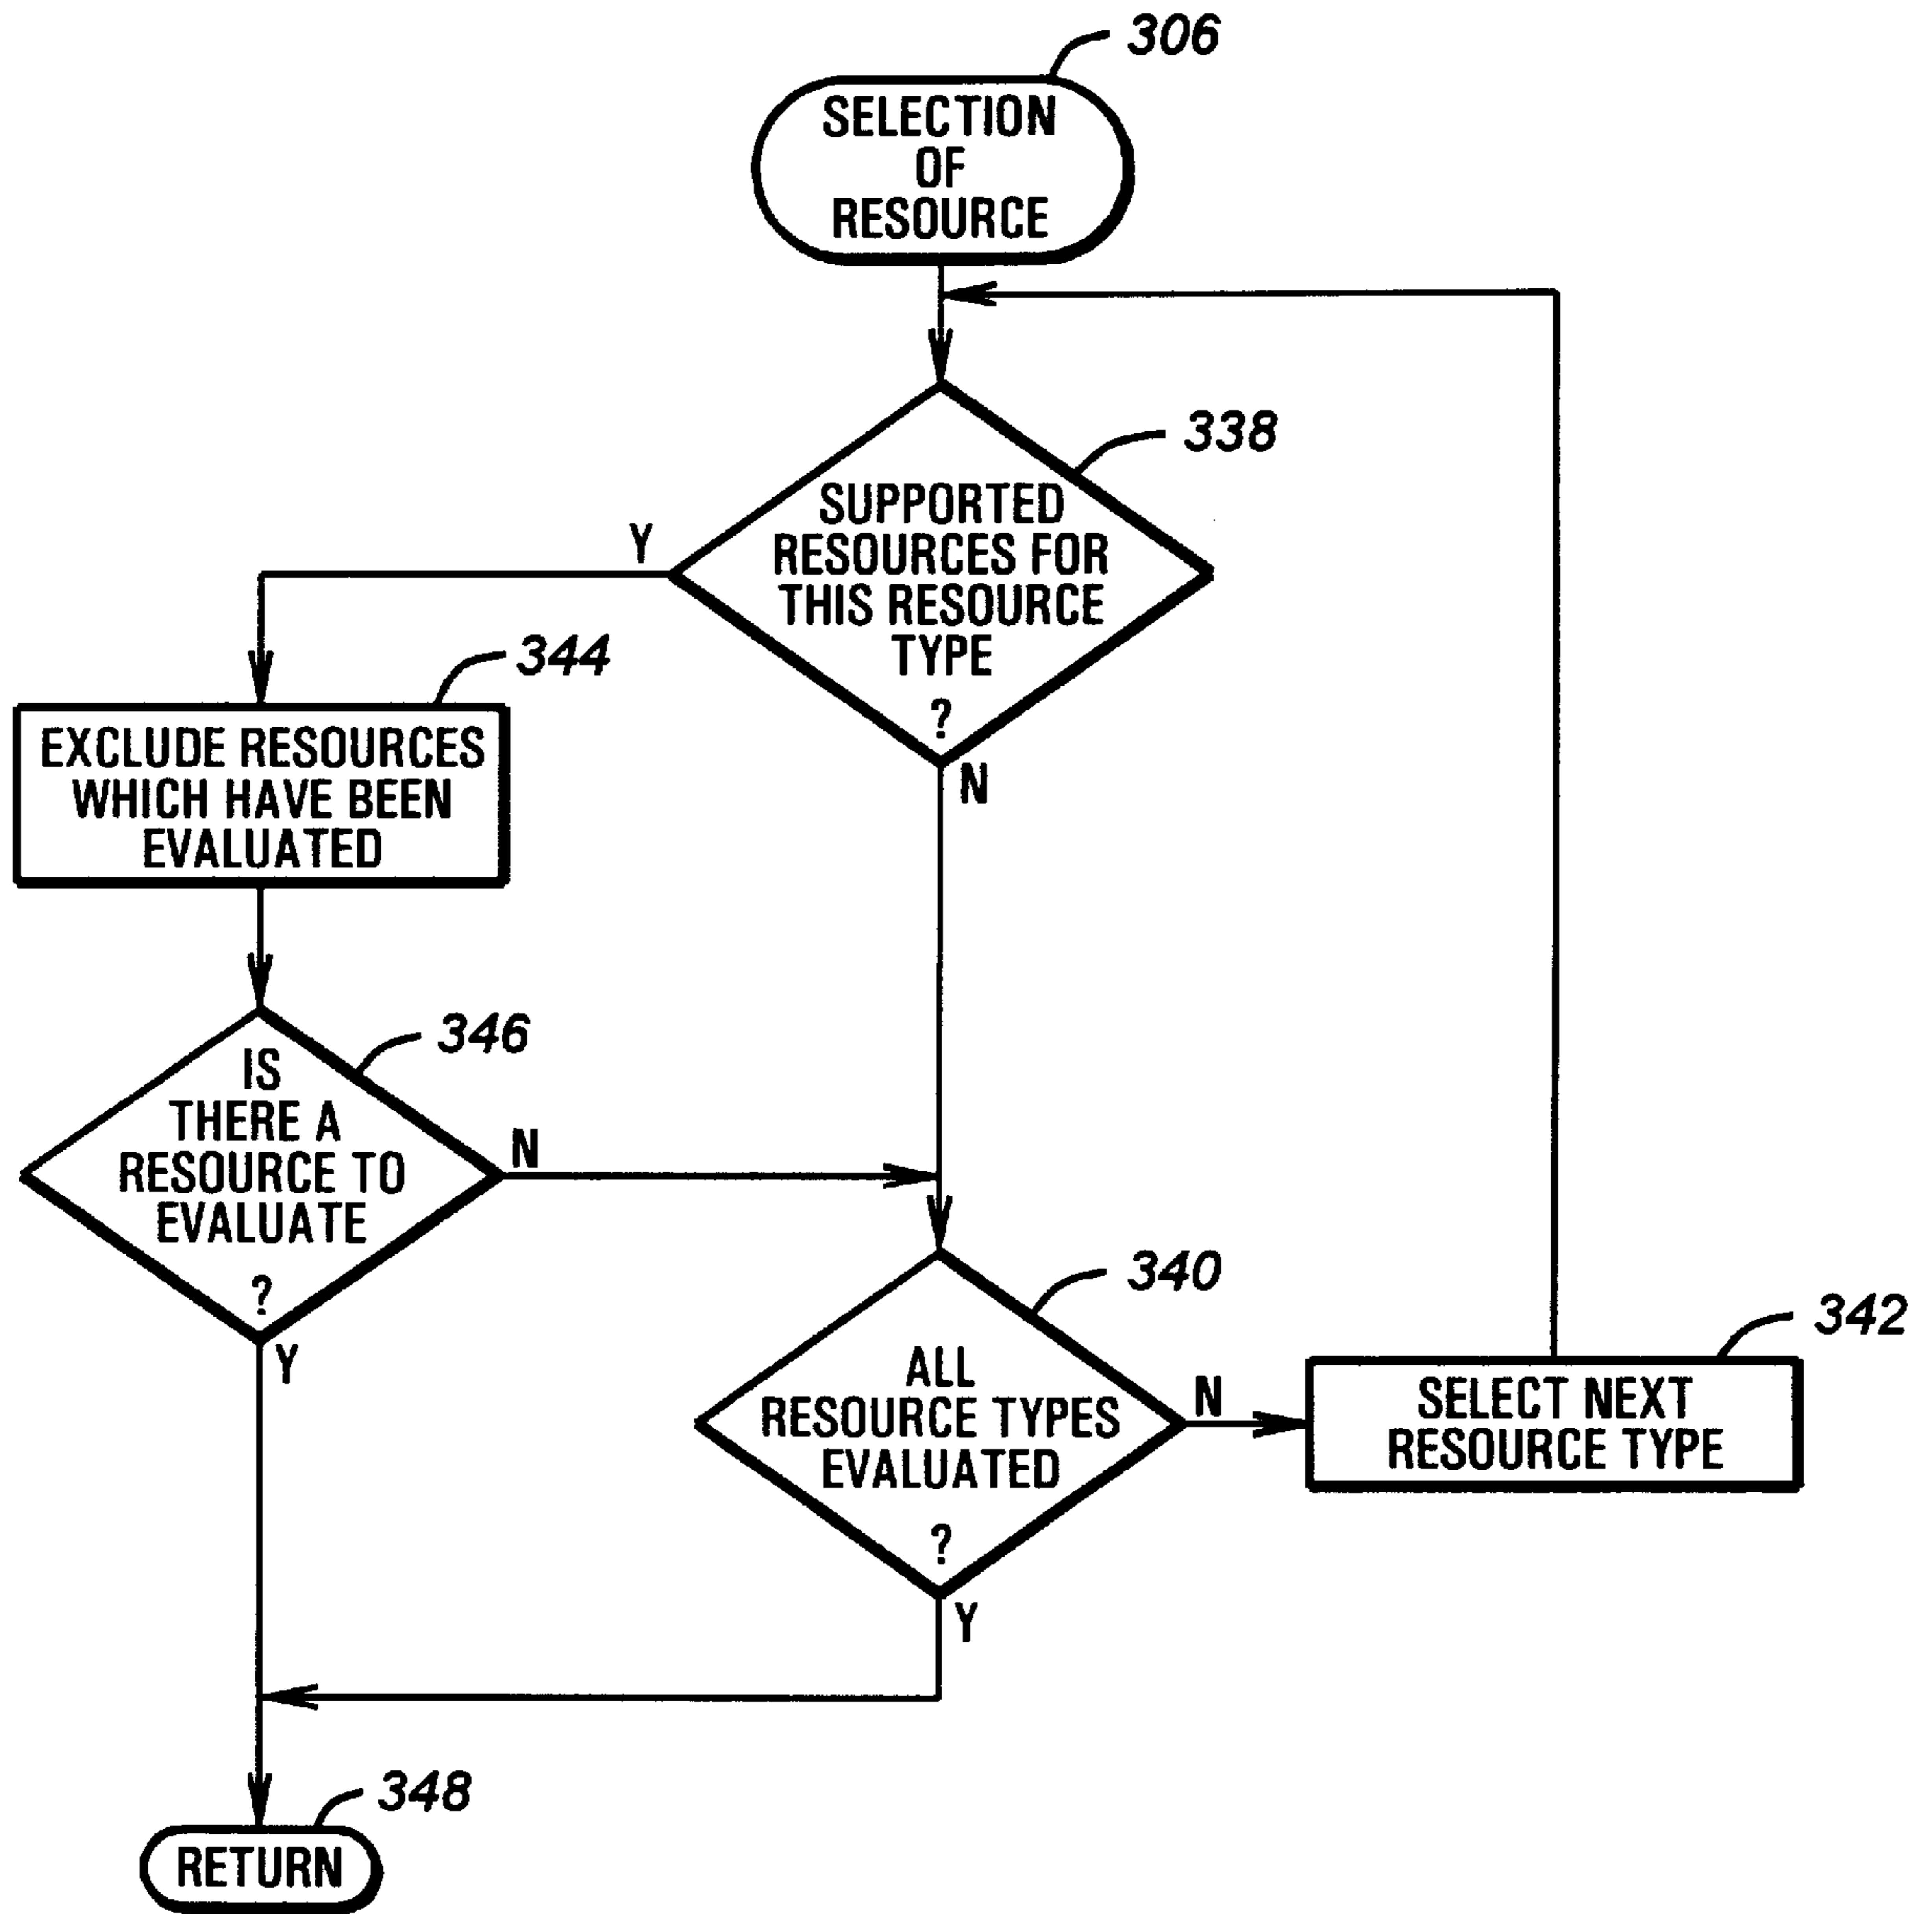 306
SELECTION
OF
RESOURCE
338
SUPPORTED
RESOURCES FOR
THIS RESOURCE
TYPE
?
Y
N
344
EXCLUDE RESOURCES
WHICH HAVE BEEN
EVALUATED
346
IS
THERE A
RESOURCE TO
EVALUATE
?
N
Y
340
ALL
RESOURCE TYPES
EVALUATED
?
N
Y
342
SELECT NEXT
RESOURCE TYPE
348
RETURN